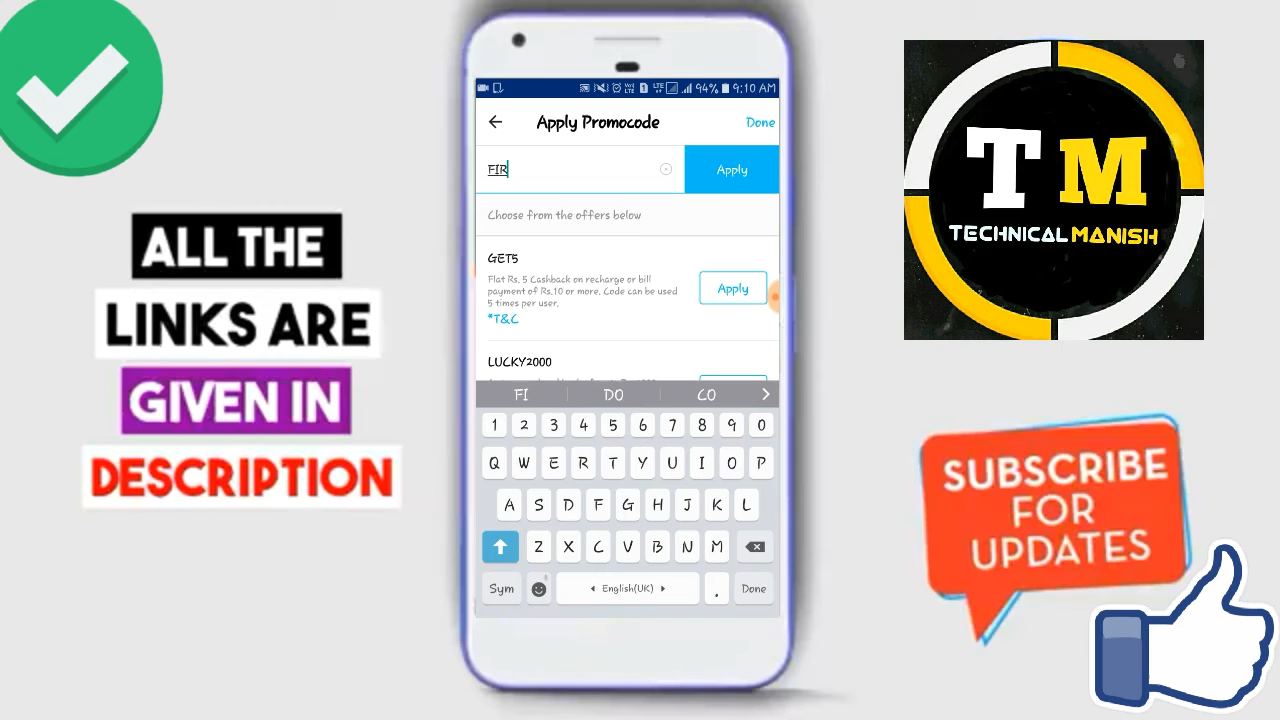 ALL THE
LINKS ARE
GIVEN IN
DESCRIPTION
94% 9:10 AM
Apply Promocode
Done
FIR
Apply
Choose from the offers below
GET5
Flat Rs. 5 Cashback on recharge or bill
payment of Rs.10 or more. Code can be used
5 times per user.
Apply
*T&C
LUCKY2000
FI DO CO
1 2 3 4 5 6 7 8 9 0
Q W E R T Y U I O P
A S D F G H J K L
Z X C V B N M
Sym English(UK) . Done
TM
TECHNICAL MANISH
SUBSCRIBE
FOR
UPDATES